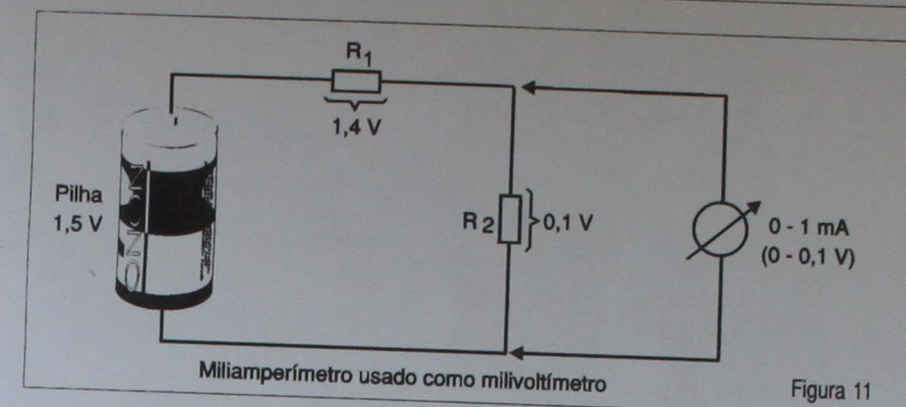 R1
1,4 V
Pilha
1,5 V
R2
0,1 V
0 - 1 mA
(0 - 0,1 V)
Miliamperímetro usado como milivoltímetro
Figura 11